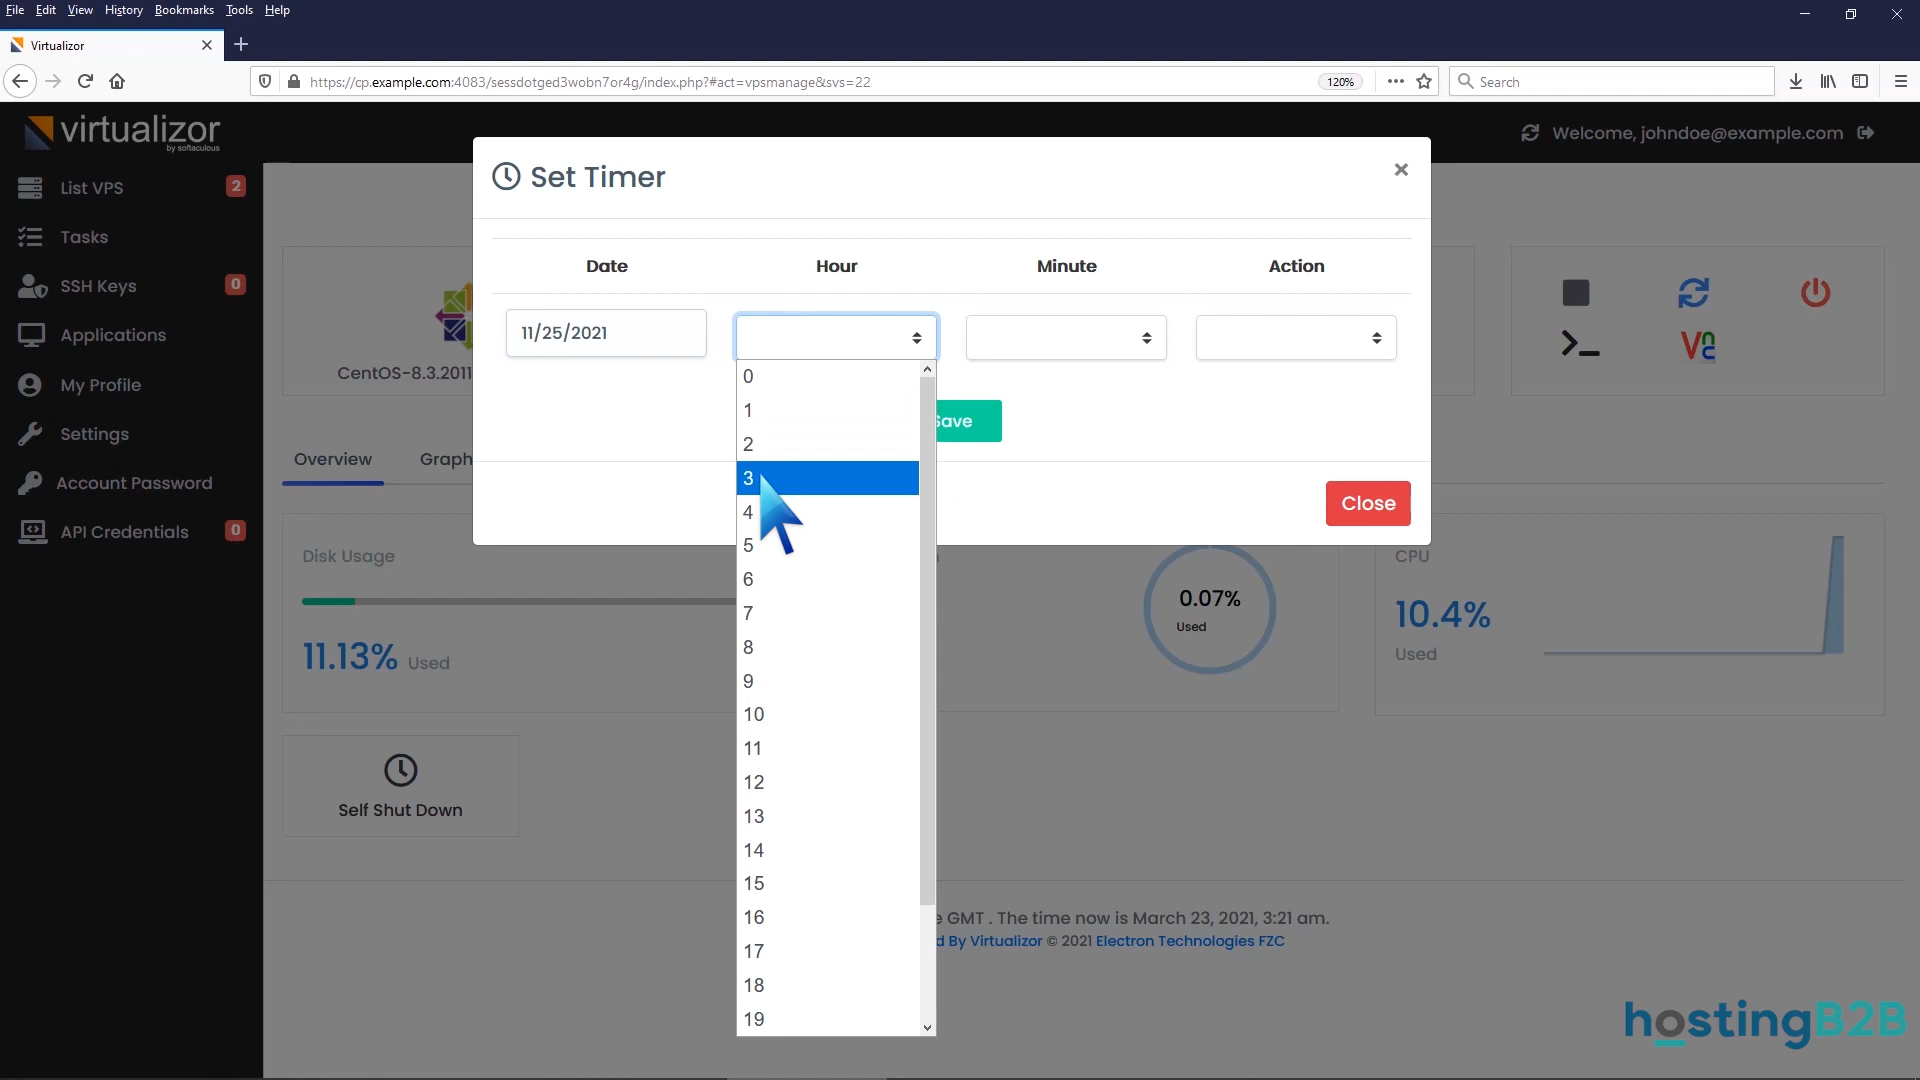 File Edit View History Bookmarks Tools Help
Virtualizor
https://cp.example.com:4083/sessdotged3wobn7or4g/index.php?#act=vpsmanage&svs=22
120%
Search
virtualizor
by softaculous
Welcome, johndoe@example.com
List VPS 2
Tasks
SSH Keys 0
Applications
My Profile
Settings
Account Password
API Credentials 0
Set Timer
Date Hour Minute Action
11/25/2021
0
1
2
3
4
5
6
7
8
9
10
11
12
13
14
15
16
17
18
19
Save
Close
CentOS-8.3.2011
Vnc
Overview Graph
Disk Usage
11.13% Used
0.07%
Used
CPU
10.4%
Used
Self Shut Down
GMT . The time now is March 23, 2021, 3:21 am.
By Virtualizor © 2021 Electron Technologies FZC
hostingB2B